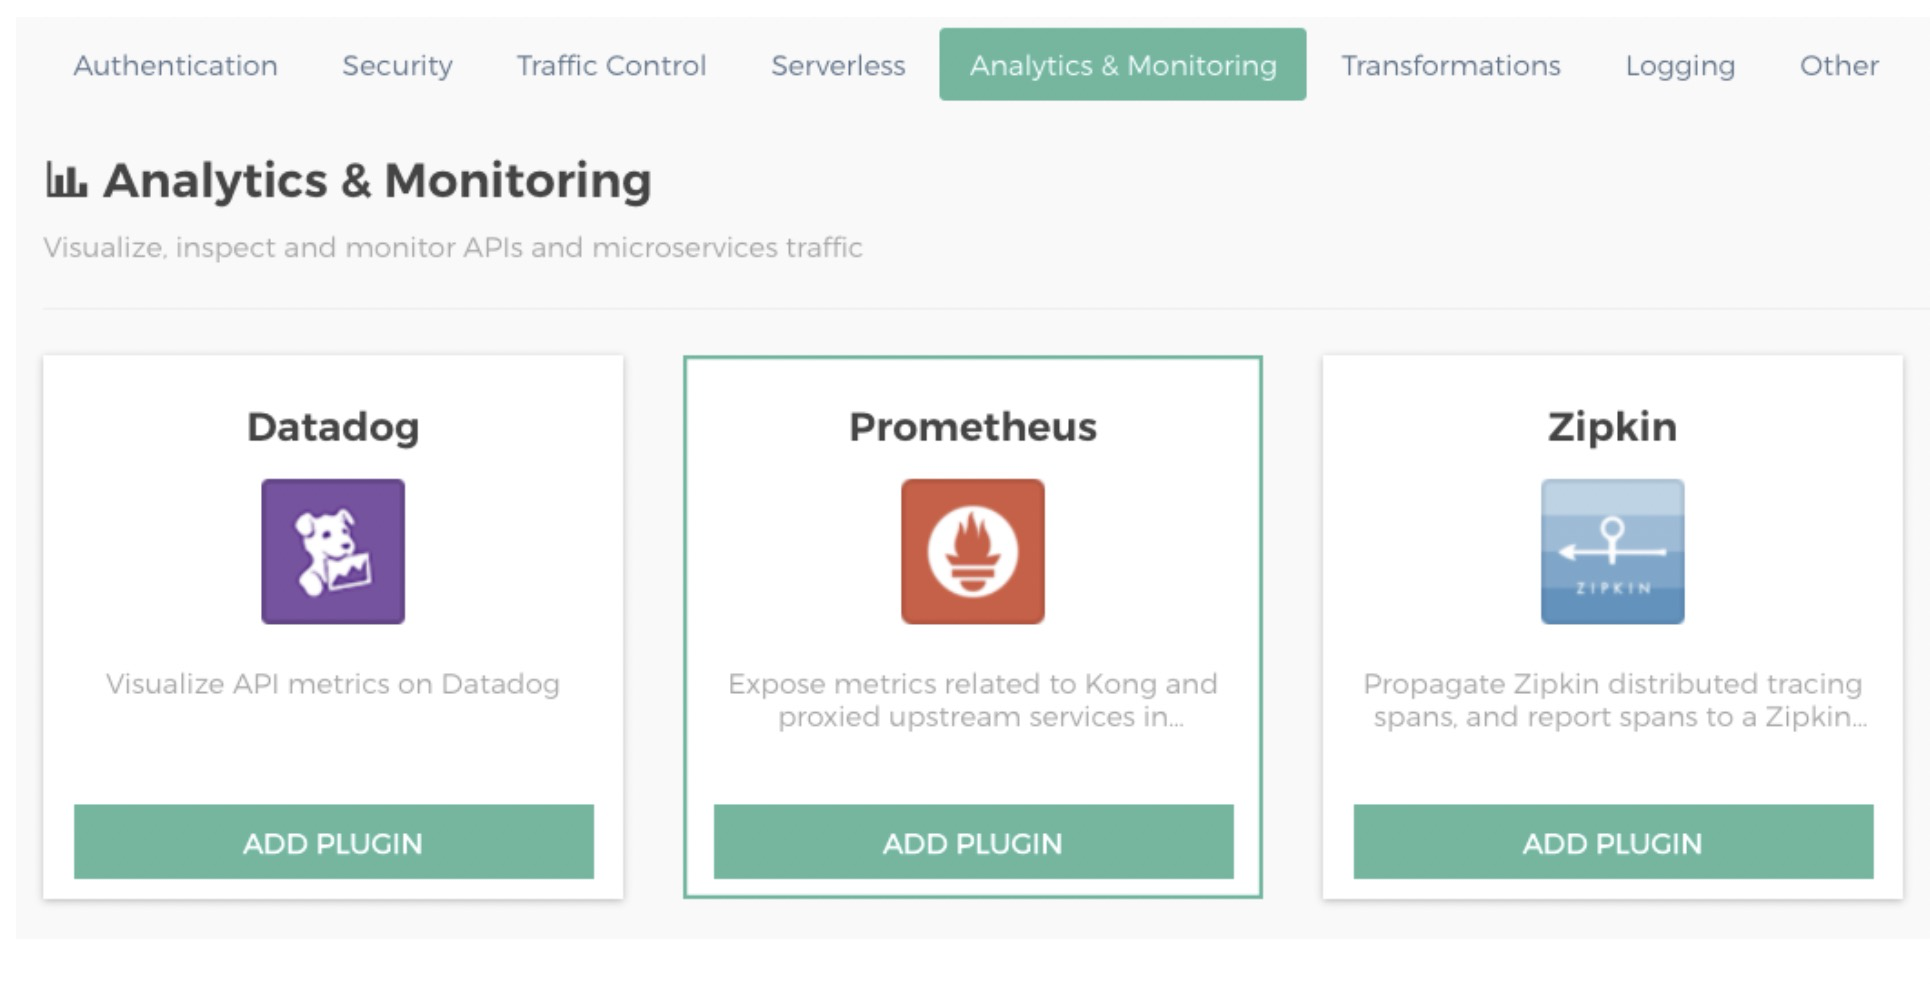 Authentication Security Traffic Control Serverless Analytics & Monitoring Transformations Logging Other
Analytics & Monitoring
Visualize, inspect and monitor APIs and microservices traffic
Datadog
Visualize API metrics on Datadog
ADD PLUGIN
Prometheus
Expose metrics related to Kong and
proxied upstream services in...
ADD PLUGIN
Zipkin
ZIPKIN
Propagate Zipkin distributed tracing
spans, and report spans to a Zipkin...
ADD PLUGIN